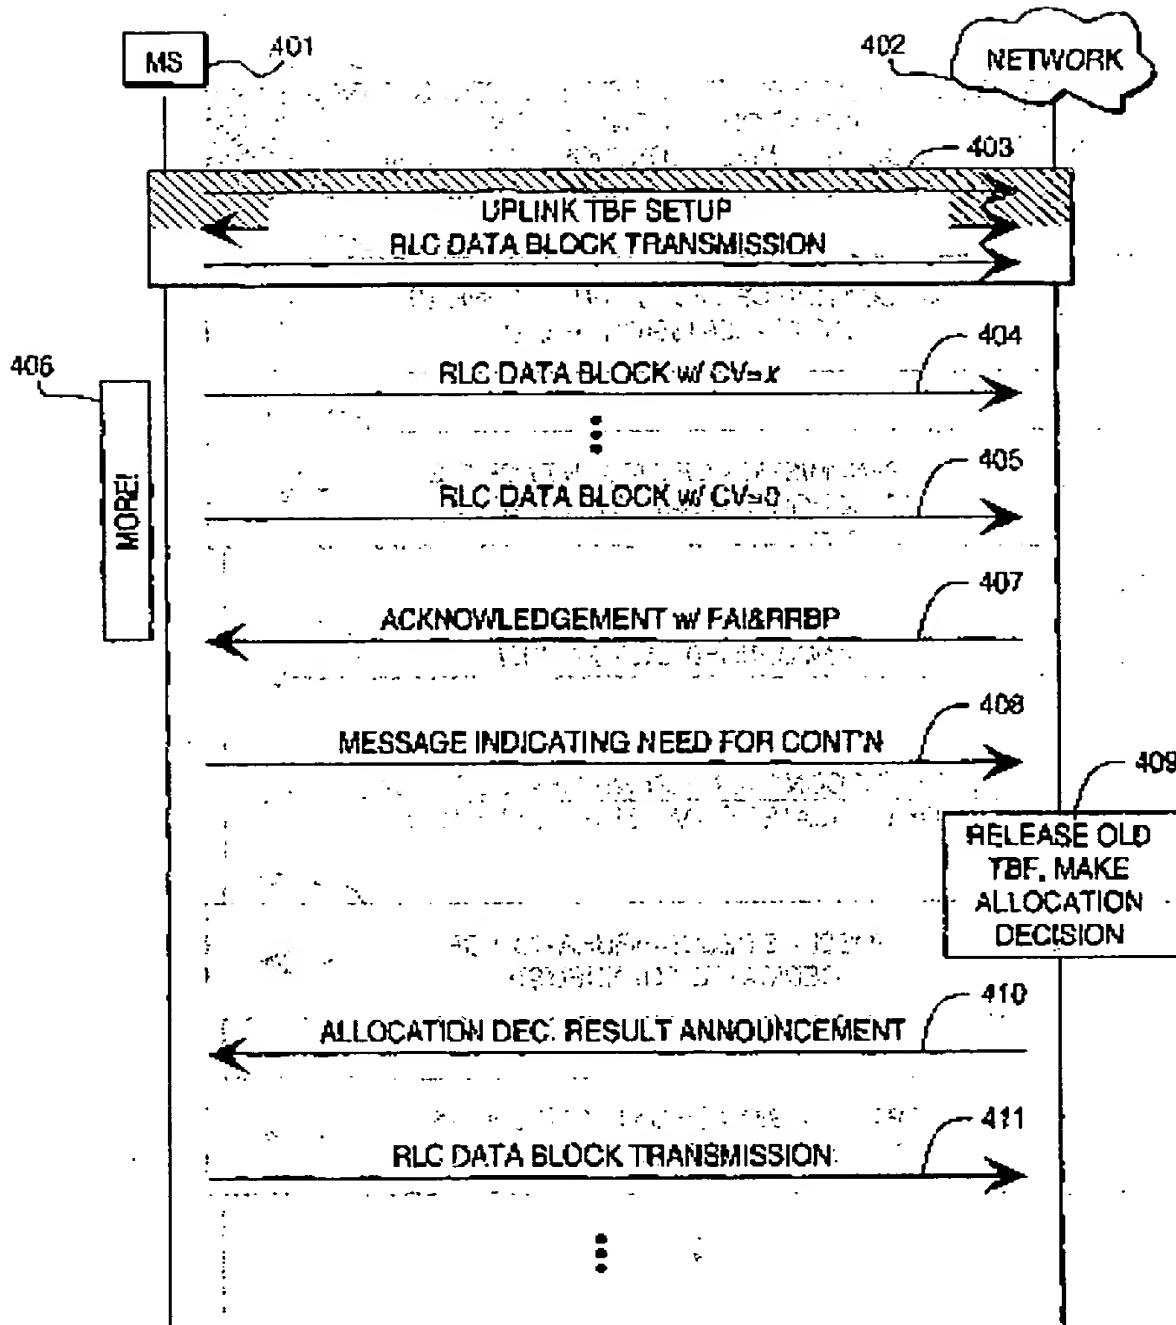 MS
401
402
NETWORK
403
UPLINK TBF SETUP
RLC DATA BLOCK TRANSMISSION
404
RLC DATA BLOCK w/ CV=x
406
MORE!
405
RLC DATA BLOCK w/ CV=0
407
ACKNOWLEDGEMENT w/ FAI&RRBP
408
MESSAGE INDICATING NEED FOR CONT'N
409
RELEASE OLD
TBF, MAKE
ALLOCATION
DECISION
410
ALLOCATION DEC. RESULT ANNOUNCEMENT
411
RLC DATA BLOCK TRANSMISSION